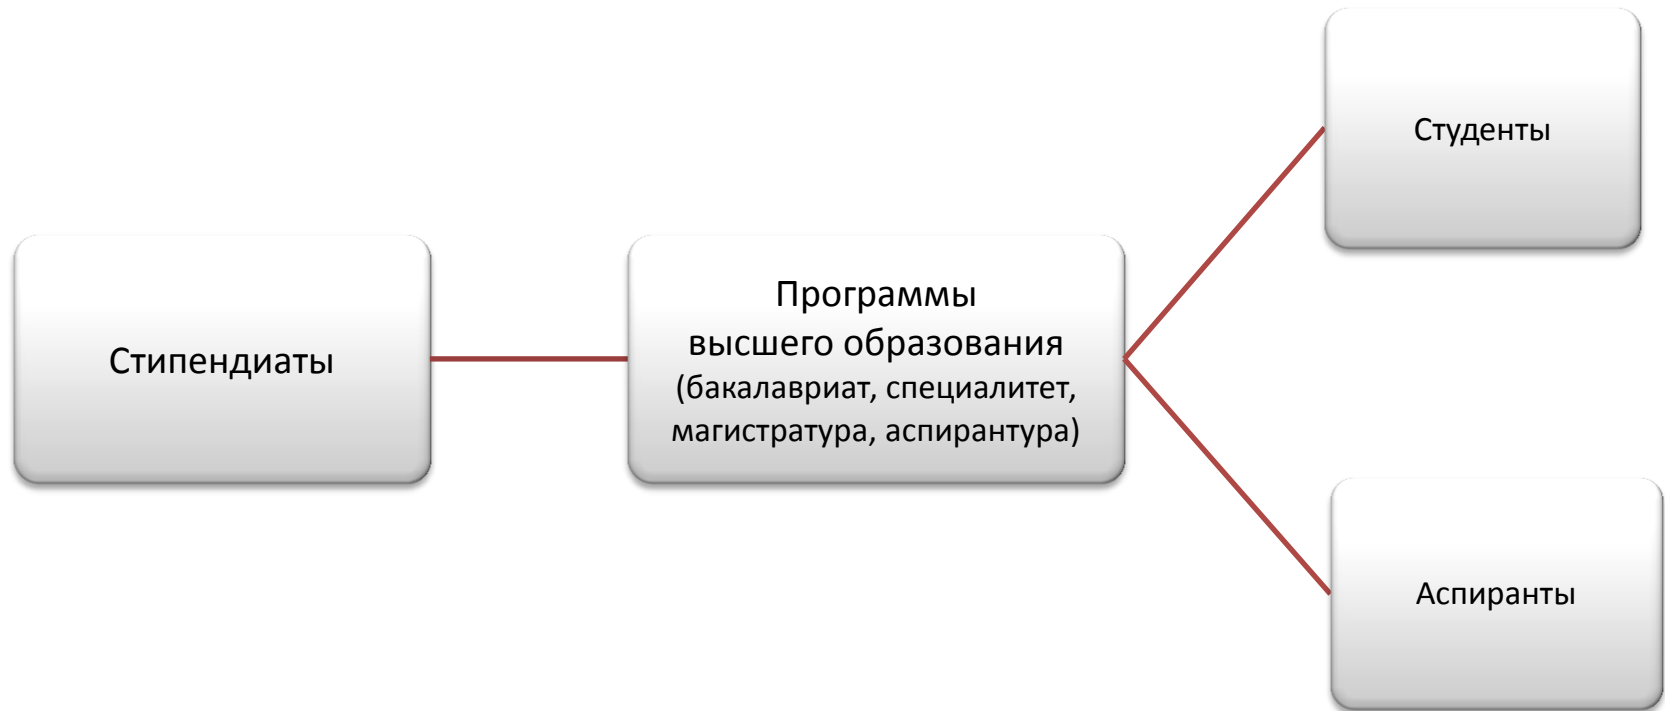 Стипендиаты
Программы
высшего образования
(бакалавриат, специалитет,
магистратура, аспирантура)
Студенты
Аспиранты